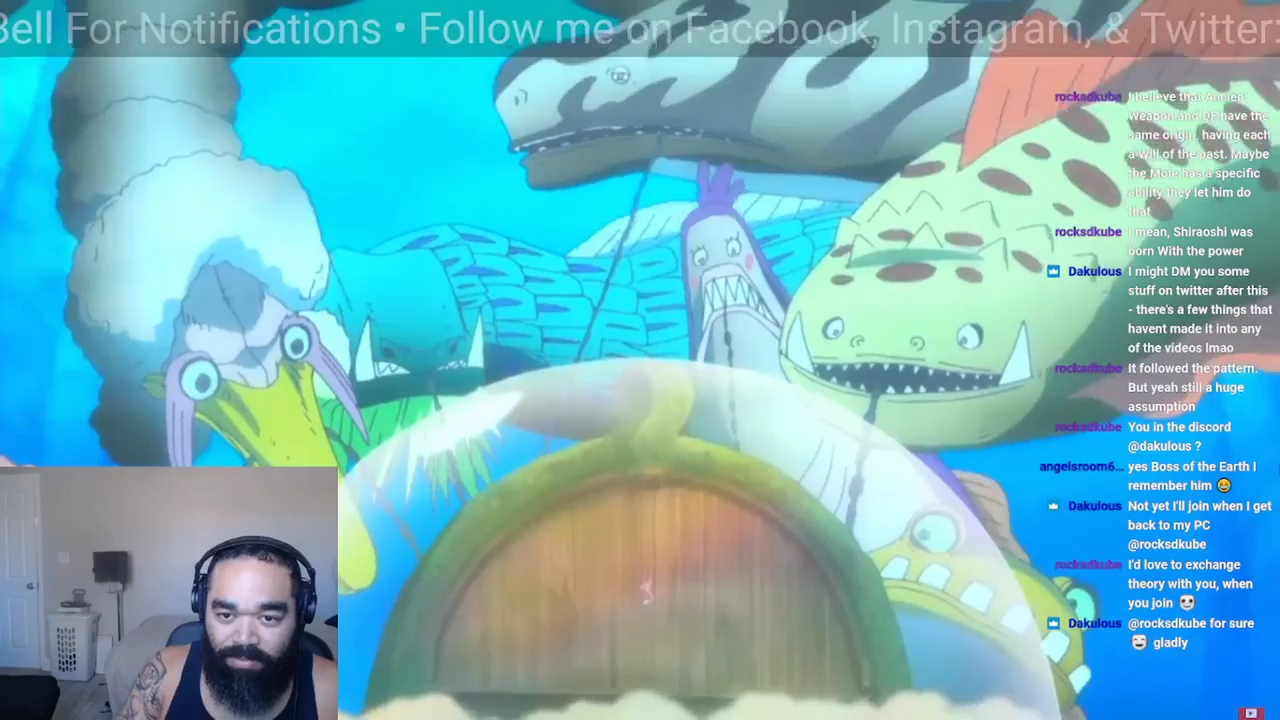 Bell For Notifications • Follow me on Facebook, Instagram, & Twitter:
rocksdkube I believe that Ancient
Weapon and DF have the
same origin, having each
a Will of the past. Maybe
the Mole has a specific
ability they let him do
that
rocksdkube I mean, Shiraoshi was
born With the power
Dakulous I might DM you some
stuff on twitter after this
- there's a few things that
havent made it into any
of the videos lmao
rocksdkube It followed the pattern.
But yeah still a huge
assumption
rocksdkube You in the discord
@dakulous ?
angelsroom6... yes Boss of the Earth I
remember him 😅
Dakulous Not yet I'll join when I get
back to my PC
@rocksdkube
rocksdkube I'd love to exchange
theory with you, when
you join
Dakulous @rocksdkube for sure
gladly